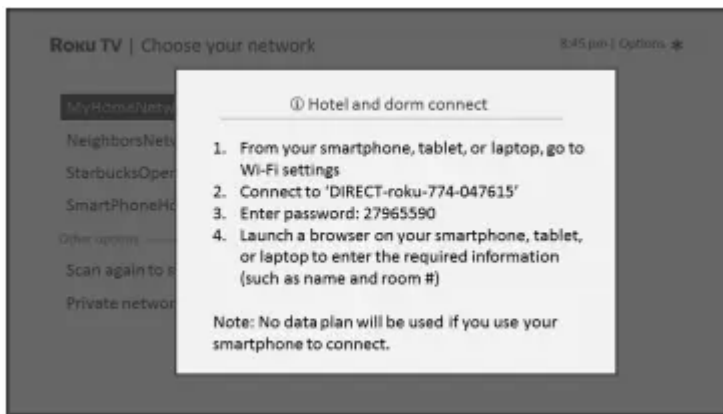 Roku TV | Choose your network
8:45 pm | Options ✱
MyHomeNetw
NeighborsNetw
StarbucksOper
SmartPhoneHo
Other options
Scan again to s
Private networ
ⓘ Hotel and dorm connect
1. From your smartphone, tablet, or laptop, go to
Wi-Fi settings
2. Connect to ‘DIRECT-roku-774-047615’
3. Enter password: 27965590
4. Launch a browser on your smartphone, tablet,
or laptop to enter the required information
(such as name and room #)
Note: No data plan will be used if you use your
smartphone to connect.